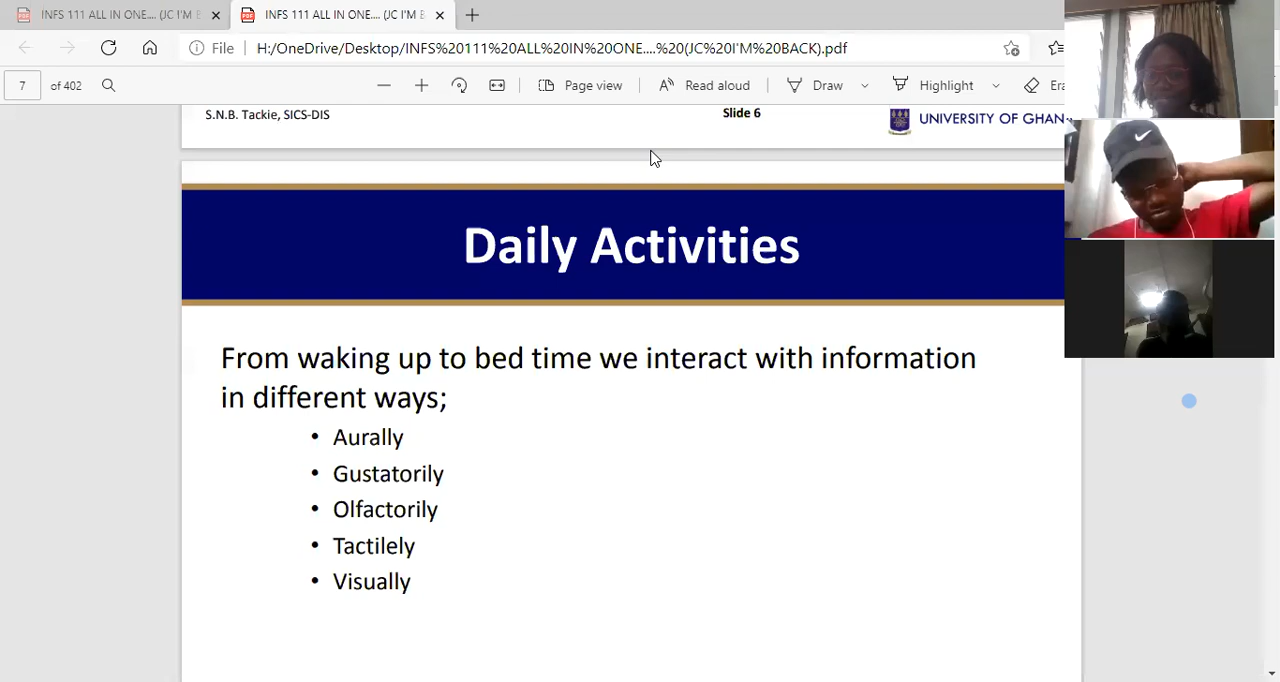 INFS 111 ALL IN ONE.... (JC I'M B
INFS 111 ALL IN ONE.... (JC I'M B
File
H:/OneDrive/Desktop/INFS%20111%20ALL%20IN%20ONE....%20(JC%20I'M%20BACK).pdf
7 of 402
Page view
Read aloud
Draw
Highlight
Era
S.N.B. Tackie, SICS-DIS
Slide 6
UNIVERSITY OF GHAN
Daily Activities
From waking up to bed time we interact with information
in different ways;
• Aurally
• Gustatorily
• Olfactorily
• Tactilely
• Visually